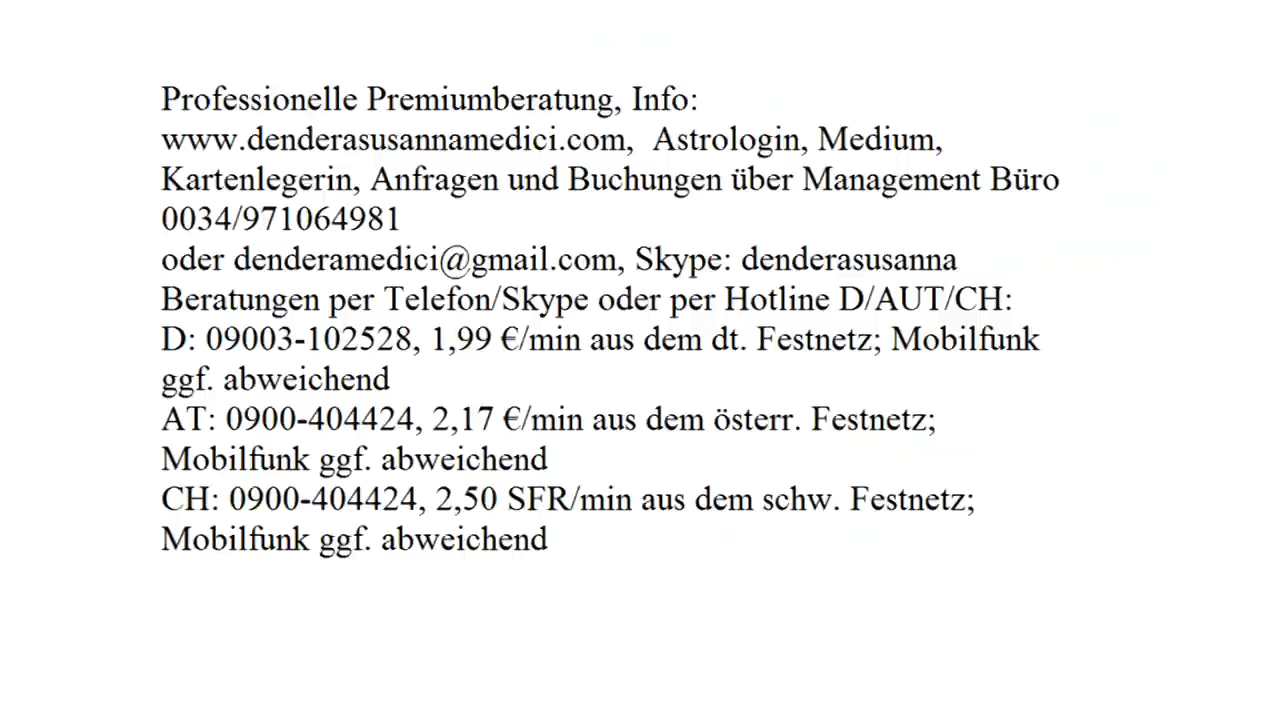 Professionelle Premiumberatung, Info:
www.denderasusannamedici.com,  Astrologin, Medium,
Kartenlegerin, Anfragen und Buchungen über Management Büro
0034/971064981
oder denderamedici@gmail.com, Skype: denderasusanna
Beratungen per Telefon/Skype oder per Hotline D/AUT/CH:
D: 09003-102528, 1,99 €/min aus dem dt. Festnetz; Mobilfunk
ggf. abweichend
AT: 0900-404424, 2,17 €/min aus dem österr. Festnetz;
Mobilfunk ggf. abweichend
CH: 0900-404424, 2,50 SFR/min aus dem schw. Festnetz;
Mobilfunk ggf. abweichend